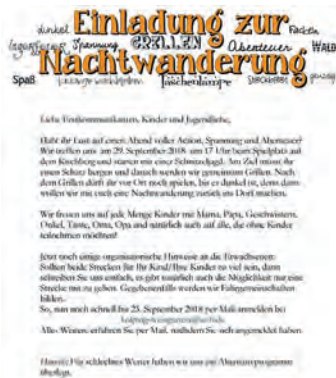 dunkel Einladung zur Fackeln
Lagerfeuer Spannung GRILLEN Abenteuer WALD
Nachtwanderung
Spaß Taschenlampe Stockbrot
Liebe Erstkommunikanten, Kinder und Jugendliche,
Habt ihr Lust auf einen Abend voller Action, Spannung und Abenteuer?
Wir treffen uns am 29. September 2018 um 17 Uhr beim Spielplatz auf
dem Kirchberg und starten mit einer Schnitzeljagd. Am Ziel müsst ihr
einen Schatz bergen und danach werden wir gemeinsam Grillen. Nach
dem Grillen dürft ihr vor Ort noch spielen, bis es dunkel ist, denn dann
wollen wir mit euch eine Nachtwanderung zurück ins Dorf machen.
Wir freuen uns auf jede Menge Kinder mit Mama, Papa, Geschwistern,
Onkel, Tante, Oma, Opa und natürlich auch auf alle, die ohne Kinder
teilnehmen möchten!
Jetzt noch einige organisatorische Hinweise an die Erwachsenen:
Sollten beide Strecken für Ihr Kind/Ihre Kinder zu viel sein, dann
schreiben Sie uns einfach, es gibt natürlich auch die Möglichkeit nur eine
Strecke mit zu gehen. Gegebenenfalls werden wir Fahrgemeinschaften
bilden.
So, nun noch schnell bis 23. September 2018 per Mail anmelden bei
Alles Weitere erfahren Sie per Mail, nachdem Sie sich angemeldet haben.
Hinweis: Für schlechtes Wetter haben wir uns ein Alternativprogramm
überlegt.